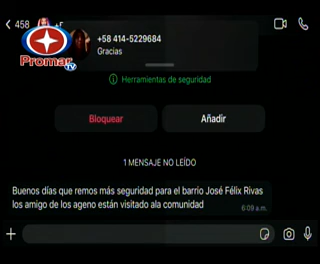 458
+58 414-5229684
Gracias
Promar
TV
Herramientas de seguridad
Bloquear
Añadir
1 MENSAJE NO LEÍDO
Buenos días que remos más seguridad para el barrio José Félix Rivas
los amigo de los ageno están visitado ala comunidad
6:09 a.m.